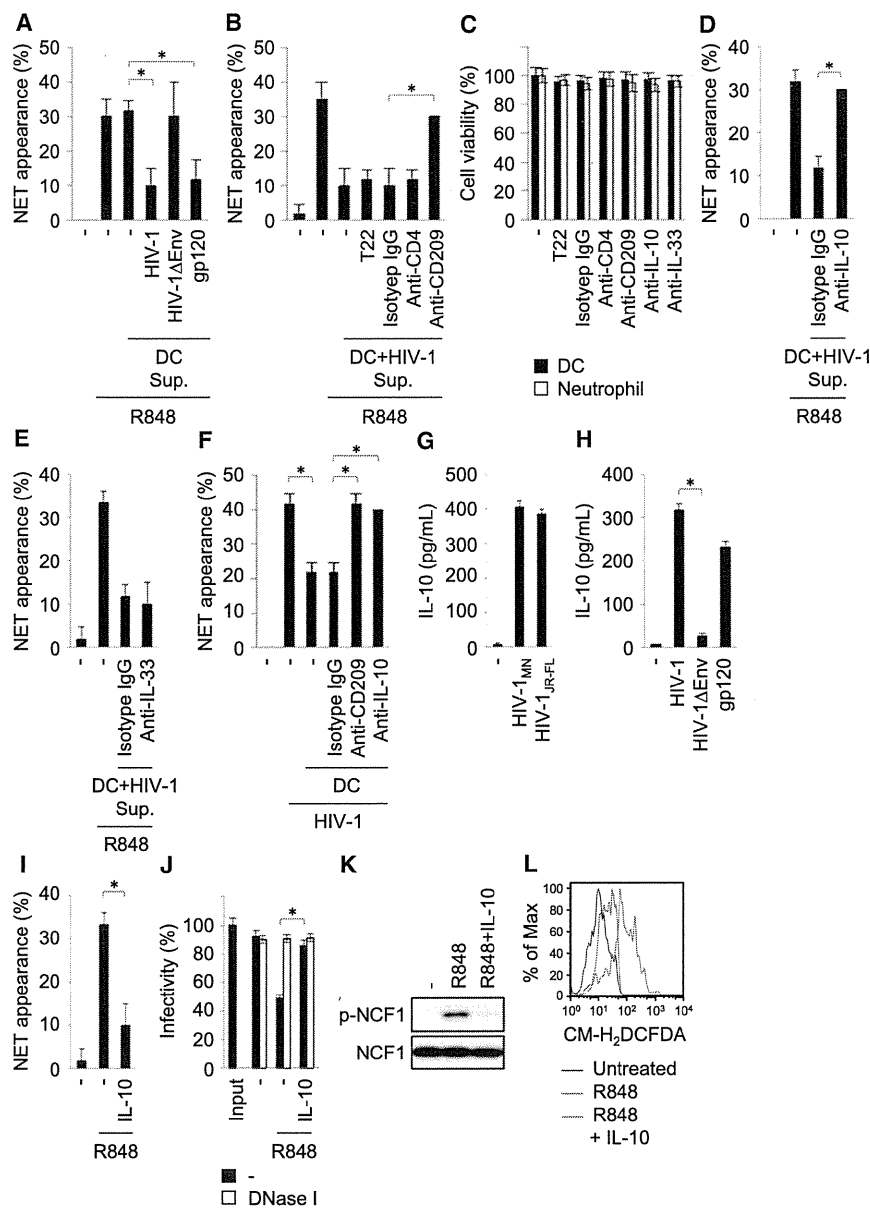 A
NET appearance (%)
50
40
30
20
10
0
*
*
-
-
-
HIV-1
HIV-1ΔEnv
gp120
DC
Sup.
R848
B
NET appearance (%)
50
40
30
20
10
0
*
-
-
-
T22
Isotyep IgG
Anti-CD4
Anti-CD209
DC+HIV-1
Sup.
R848
C
Cell viability (%)
120
100
80
60
40
20
0
-
T22
Isotyep IgG
Anti-CD4
Anti-CD209
Anti-IL-10
Anti-IL-33
DC
Neutrophil
D
NET appearance (%)
40
30
20
10
0
*
-
-
Isotype IgG
Anti-IL-10
DC+HIV-1
Sup.
R848
E
NET appearance (%)
40
30
20
10
0
-
-
Isotype IgG
Anti-IL-33
DC+HIV-1
Sup.
R848
F
NET appearance (%)
50
40
30
20
10
0
*
*
*
-
-
-
Isotype IgG
Anti-CD209
Anti-IL-10
DC
HIV-1
G
IL-10 (pg/mL)
500
400
300
200
100
0
-
HIV-1MN
HIV-1JR-FL
H
IL-10 (pg/mL)
400
300
200
100
0
*
-
HIV-1
HIV-1ΔEnv
gp120
I
NET appearance (%)
40
30
20
10
0
*
-
-
IL-10
R848
J
Infectivity (%)
100
80
60
40
20
0
*
Input
-
-
IL-10
R848
-
DNase I
K
-
R848
R848+IL-10
p-NCF1
NCF1
L
% of Max
100
80
60
40
20
0
10⁰ 10¹ 10² 10³ 10⁴
CM-H₂DCFDA
Untreated
R848
R848
+ IL-10